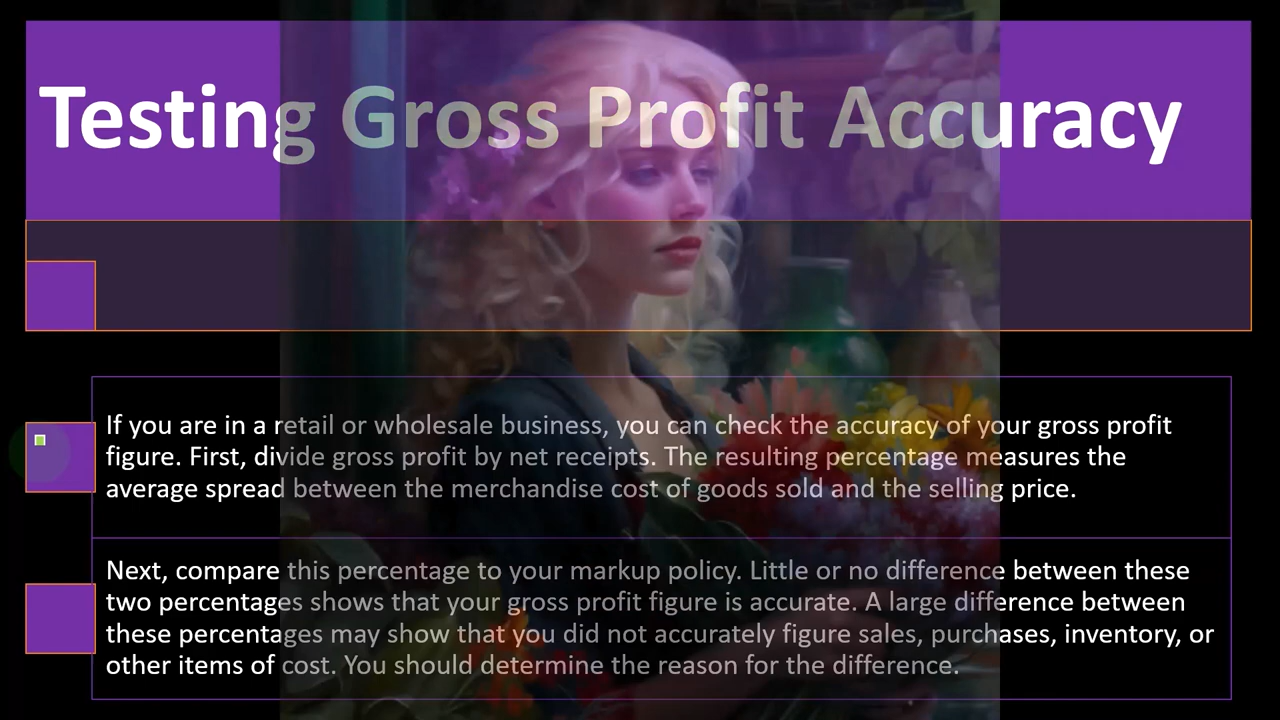 Testing Gross Profit Accuracy
If you are in a retail or wholesale business, you can check the accuracy of your gross profit
figure. First, divide gross profit by net receipts. The resulting percentage measures the
average spread between the merchandise cost of goods sold and the selling price.
Next, compare this percentage to your markup policy. Little or no difference between these
two percentages shows that your gross profit figure is accurate. A large difference between
these percentages may show that you did not accurately figure sales, purchases, inventory, or
other items of cost. You should determine the reason for the difference.